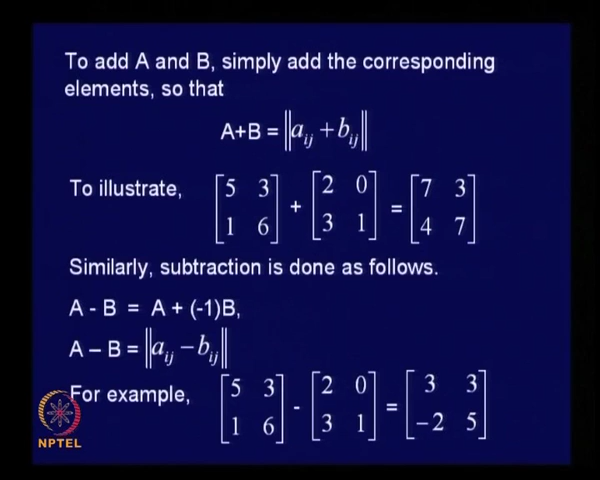 To add A and B, simply add the corresponding
elements, so that
A+B = ||a_ij + b_ij||
To illustrate, [5 3; 1 6] + [2 0; 3 1] = [7 3; 4 7]
Similarly, subtraction is done as follows.
A - B = A + (-1)B,
A – B = ||a_ij − b_ij||
For example, [5 3; 1 6] - [2 0; 3 1] = [3 3; −2 5]
NPTEL